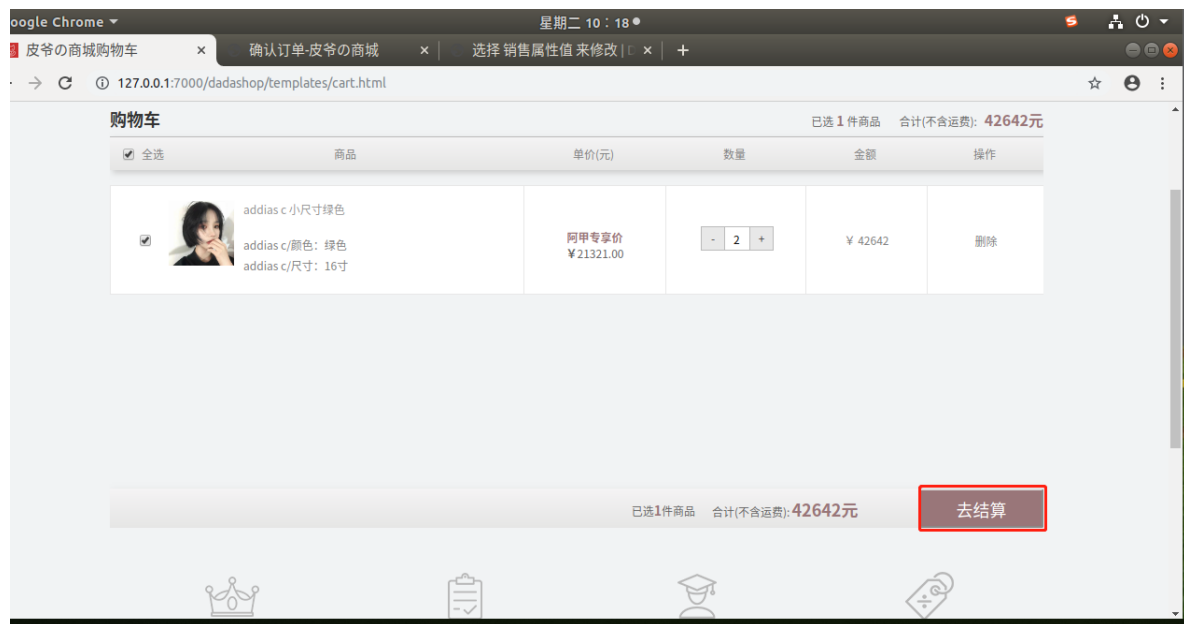 oogle Chrome
星期二 10：18
皮爷の商城购物车
确认订单-皮爷の商城
选择 销售属性值 来修改 | D
127.0.0.1:7000/dadashop/templates/cart.html
购物车
已选 1 件商品 合计(不含运费): 42642元
全选 商品 单价(元) 数量 金额 操作
addias c 小尺寸绿色
addias c/颜色：绿色
addias c/尺寸：16寸
阿甲专享价
¥21321.00
- 2 +
¥ 42642
删除
已选1件商品 合计(不含运费):42642元
去结算